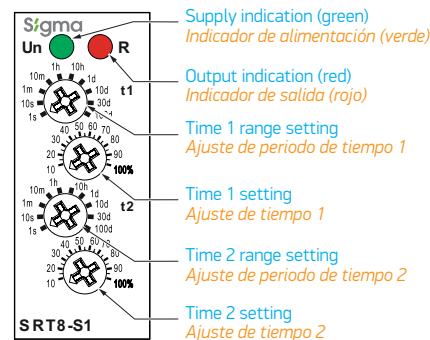 Sigma
Un R
1h 10h
10m 1d
1m 10d
10s 30d
1s 100d
t1
40 50 60 70
30 80
20 90
10 100%
t2
1h 10h
10m 1d
1m 10d
10s 30d
1s 100d
40 50 60 70
30 80
20 90
10 100%
SRT8-S1
Supply indication (green)
Indicador de alimentación (verde)
Output indication (red)
Indicador de salida (rojo)
Time 1 range setting
Ajuste de periodo de tiempo 1
Time 1 setting
Ajuste de tiempo 1
Time 2 range setting
Ajuste de periodo de tiempo 2
Time 2 setting
Ajuste de tiempo 2